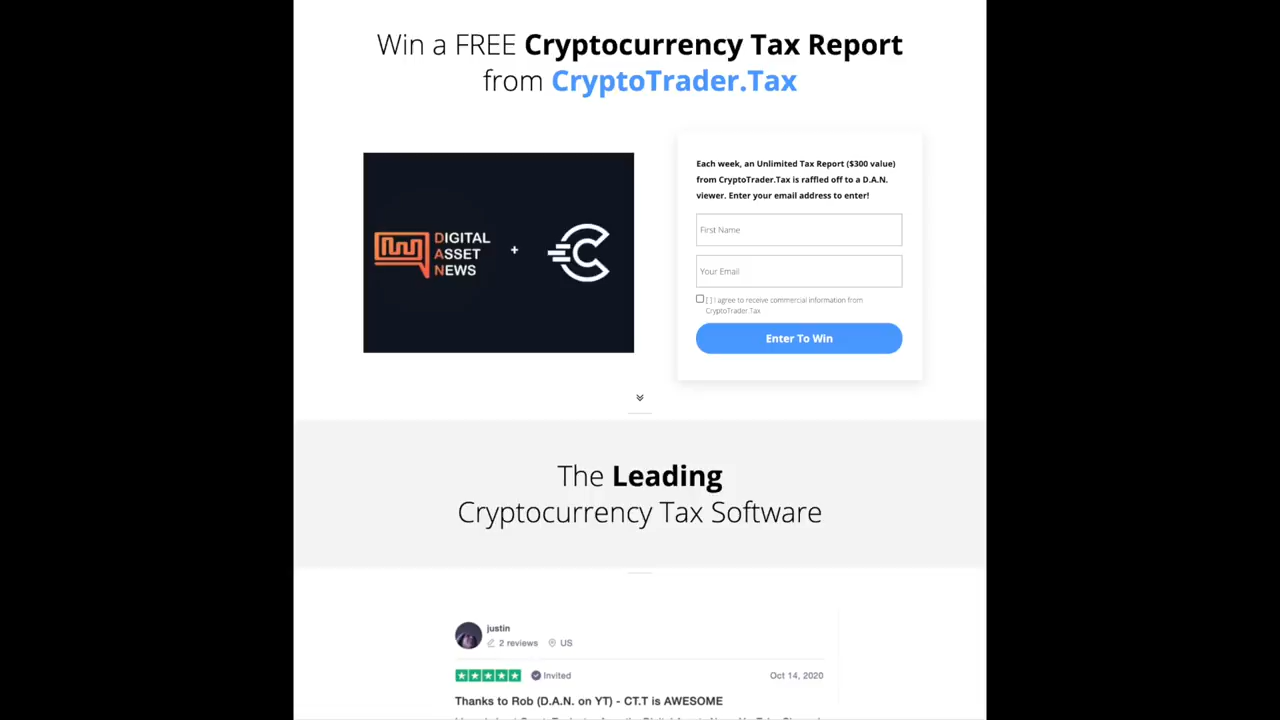 Win a FREE Cryptocurrency Tax Report
from CryptoTrader.Tax
DIGITAL
ASSET
NEWS
+
Each week, an Unlimited Tax Report ($300 value)
from CryptoTrader.Tax is raffled off to a D.A.N.
viewer. Enter your email address to enter!
First Name
Your Email
[ ] I agree to receive commercial information from
CryptoTrader.Tax
Enter To Win
The Leading
Cryptocurrency Tax Software
justin
2 reviews US
Invited
Oct 14, 2020
Thanks to Rob (D.A.N. on YT) - CT.T is AWESOME